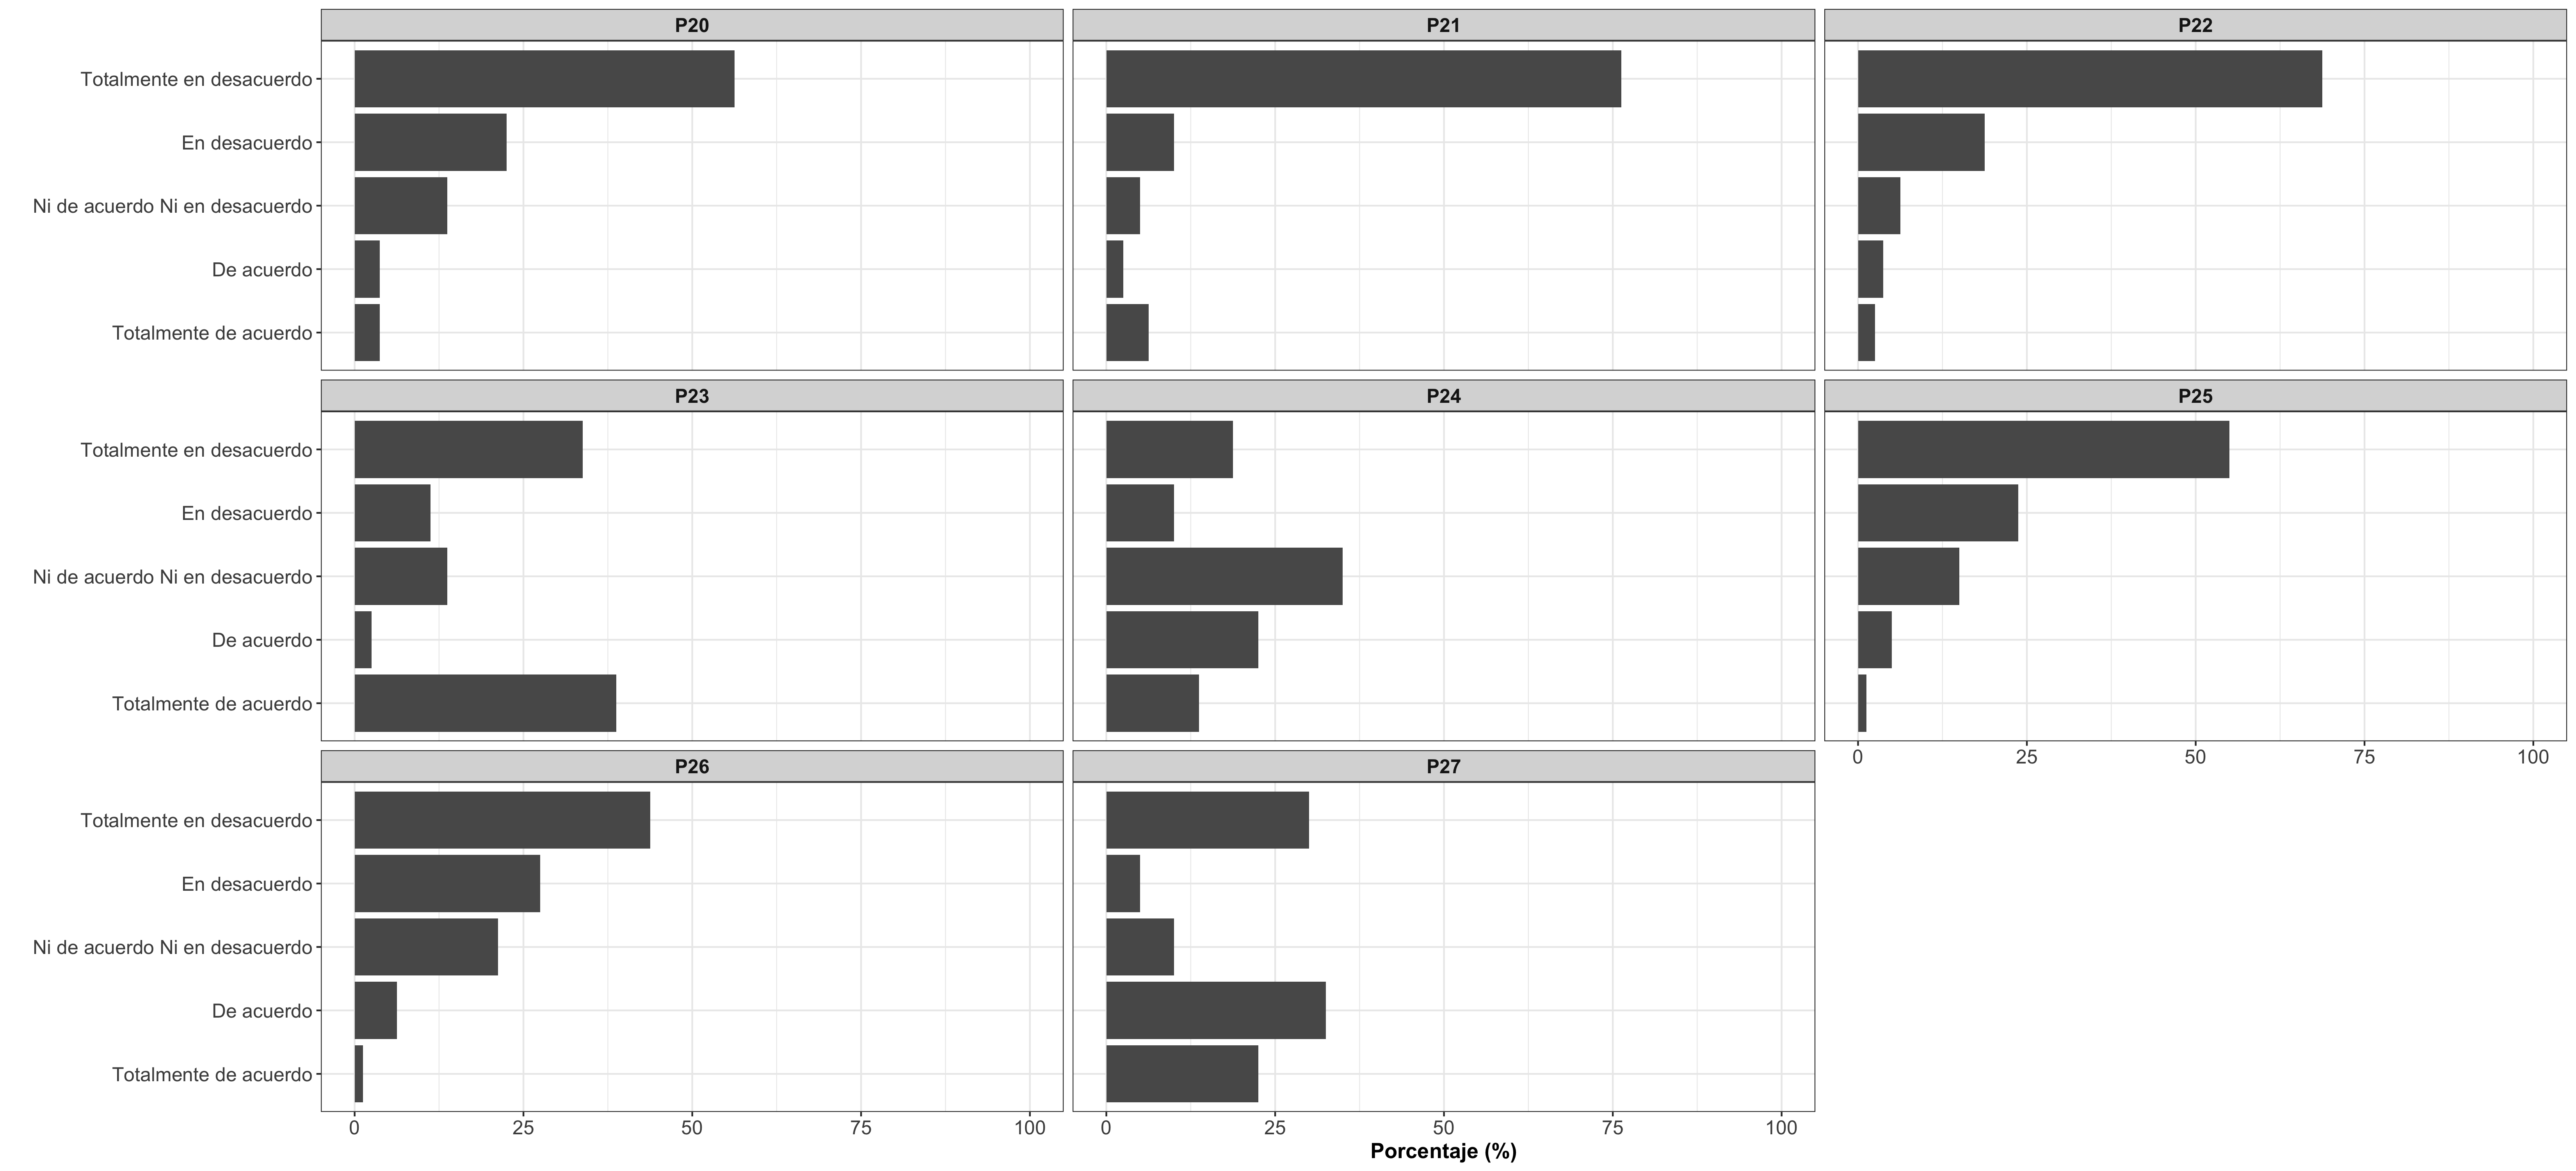 P20
P21
P22
Totalmente en desacuerdo
En desacuerdo
Ni de acuerdo Ni en desacuerdo
De acuerdo
Totalmente de acuerdo
P23
P24
P25
Totalmente en desacuerdo
En desacuerdo
Ni de acuerdo Ni en desacuerdo
De acuerdo
Totalmente de acuerdo
0 25 50 75 100
P26
P27
Totalmente en desacuerdo
En desacuerdo
Ni de acuerdo Ni en desacuerdo
De acuerdo
Totalmente de acuerdo
0 25 50 75 100
0 25 50 75 100
Porcentaje (%)